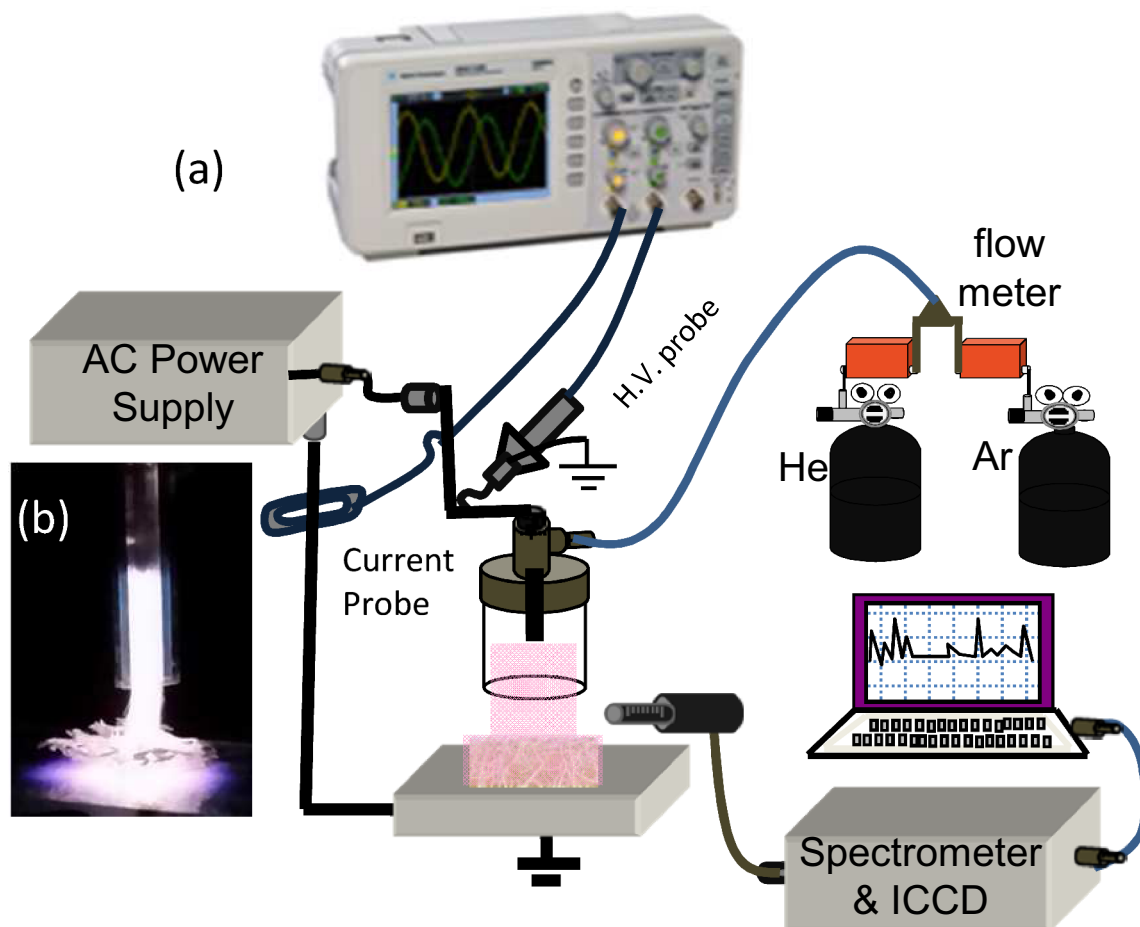 (a)
flow
meter
AC Power
Supply
H.V. probe
He
Ar
(b)
Current
Probe
Spectrometer
& ICCD